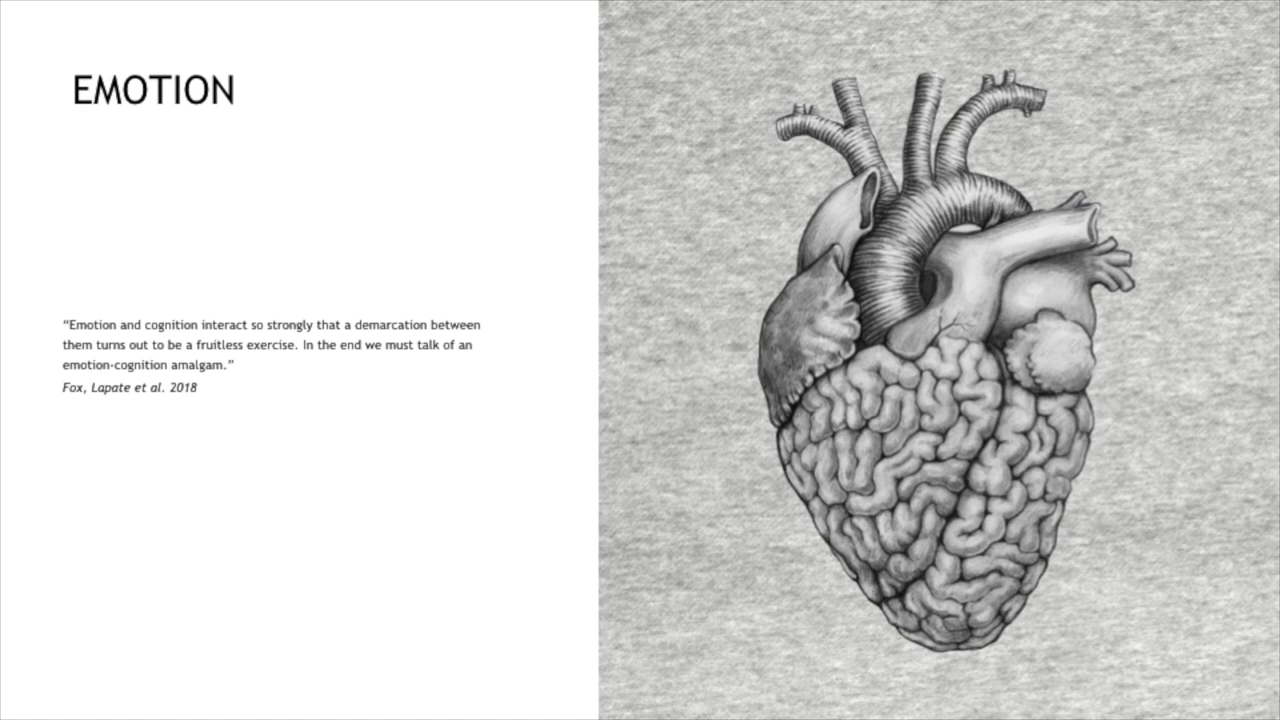 EMOTION
“Emotion and cognition interact so strongly that a demarcation between
them turns out to be a fruitless exercise. In the end we must talk of an
emotion-cognition amalgam.”
Fox, Lapate et al. 2018